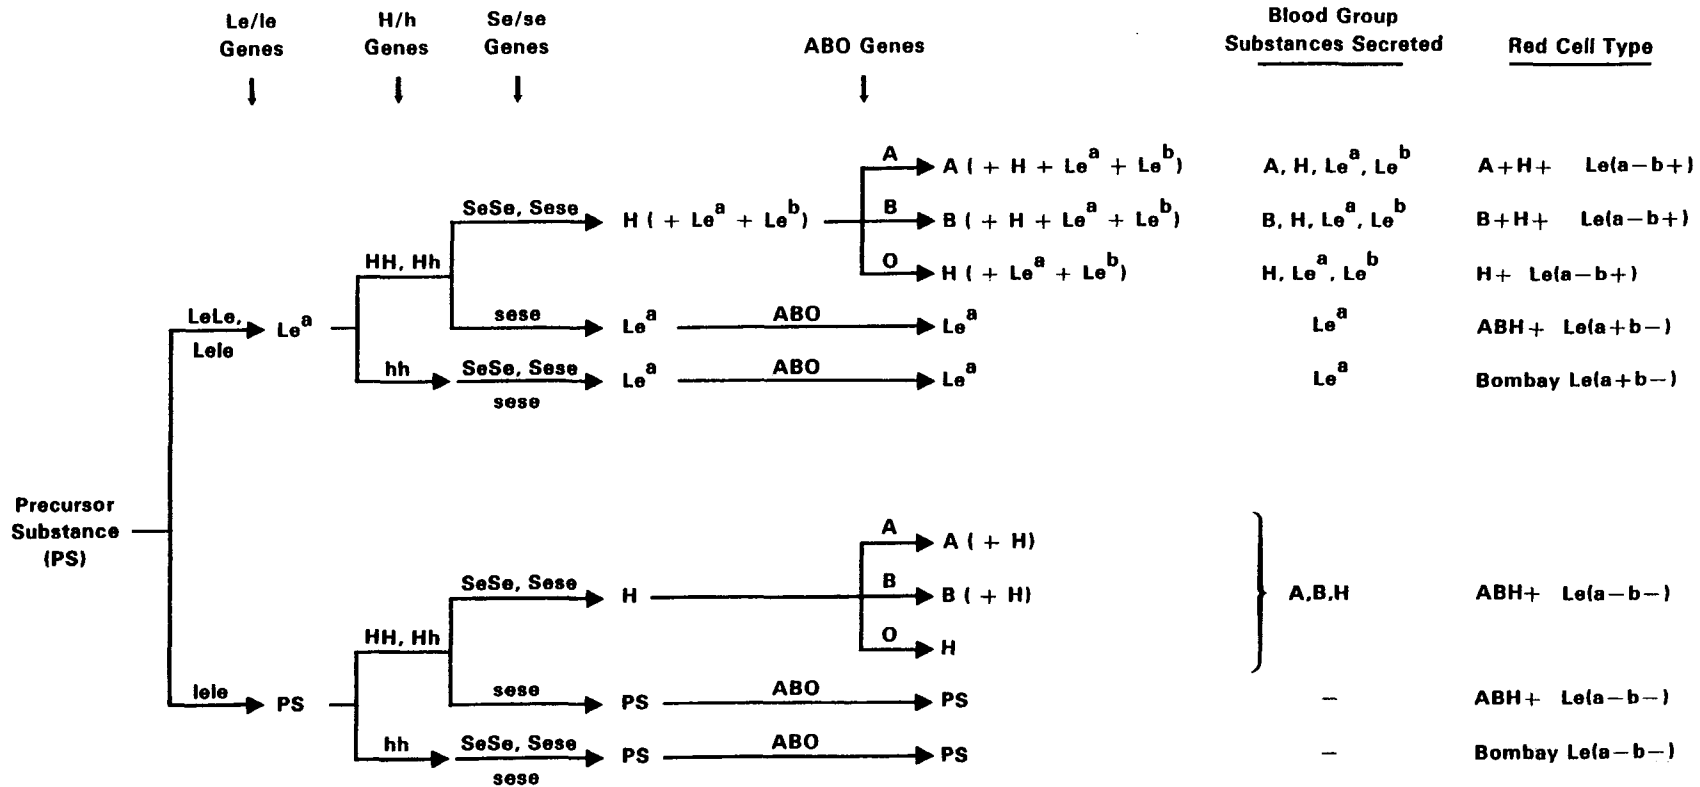 Le/le Genes
H/h Genes
Se/se Genes
ABO Genes
Blood Group Substances Secreted
Red Cell Type
A
A ( + H + Le^a + Le^b)
A, H, Le^a, Le^b
A+H+ Le(a−b+)
SeSe, Sese
H ( + Le^a + Le^b)
B
B ( + H + Le^a + Le^b)
B, H, Le^a, Le^b
B+H+ Le(a−b+)
HH, Hh
O
H ( + Le^a + Le^b)
H, Le^a, Le^b
H+ Le(a−b+)
LeLe,
Lele
Le^a
sese
Le^a
ABO
Le^a
Le^a
ABH+ Le(a+b−)
hh
SeSe, Sese
sese
Le^a
ABO
Le^a
Le^a
Bombay Le(a+b−)
Precursor
Substance
(PS)
A
A ( + H)
SeSe, Sese
H
B
B ( + H)
A,B,H
ABH+ Le(a−b−)
HH, Hh
O
H
lele
PS
sese
PS
ABO
PS
−
ABH+ Le(a−b−)
hh
SeSe, Sese
sese
PS
ABO
PS
−
Bombay Le(a−b−)